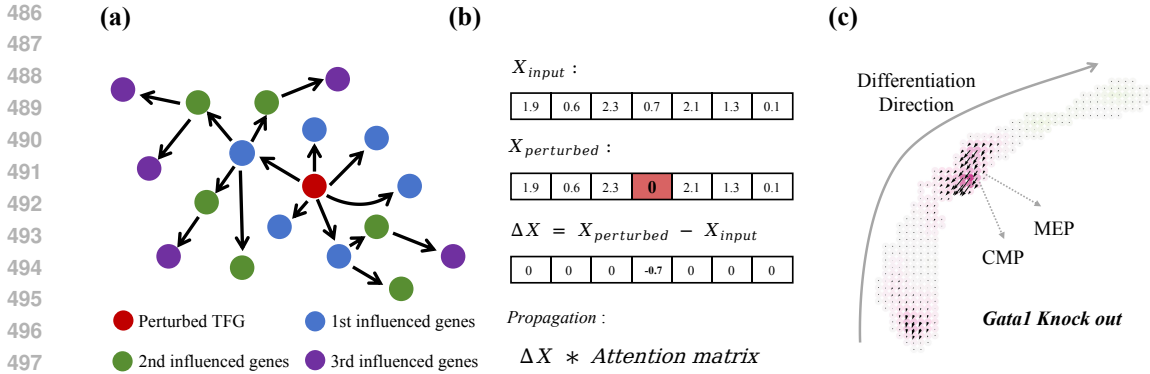 486
487
488
489
490
491
492
493
494
495
496
497
(a)
Perturbed TFG
1st influenced genes
2nd influenced genes
3rd influenced genes
(b)
X_input :
1.9 0.6 2.3 0.7 2.1 1.3 0.1
X_perturbed :
1.9 0.6 2.3 0 2.1 1.3 0.1
ΔX = X_perturbed − X_input
0 0 0 -0.7 0 0 0
Propagation :
ΔX * Attention matrix
(c)
Differentiation
Direction
MEP
CMP
Gata1 Knock out